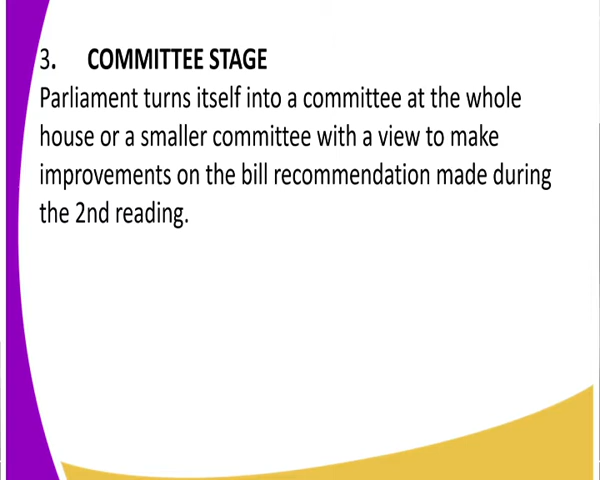 3. COMMITTEE STAGE
Parliament turns itself into a committee at the whole
house or a smaller committee with a view to make
improvements on the bill recommendation made during
the 2nd reading.